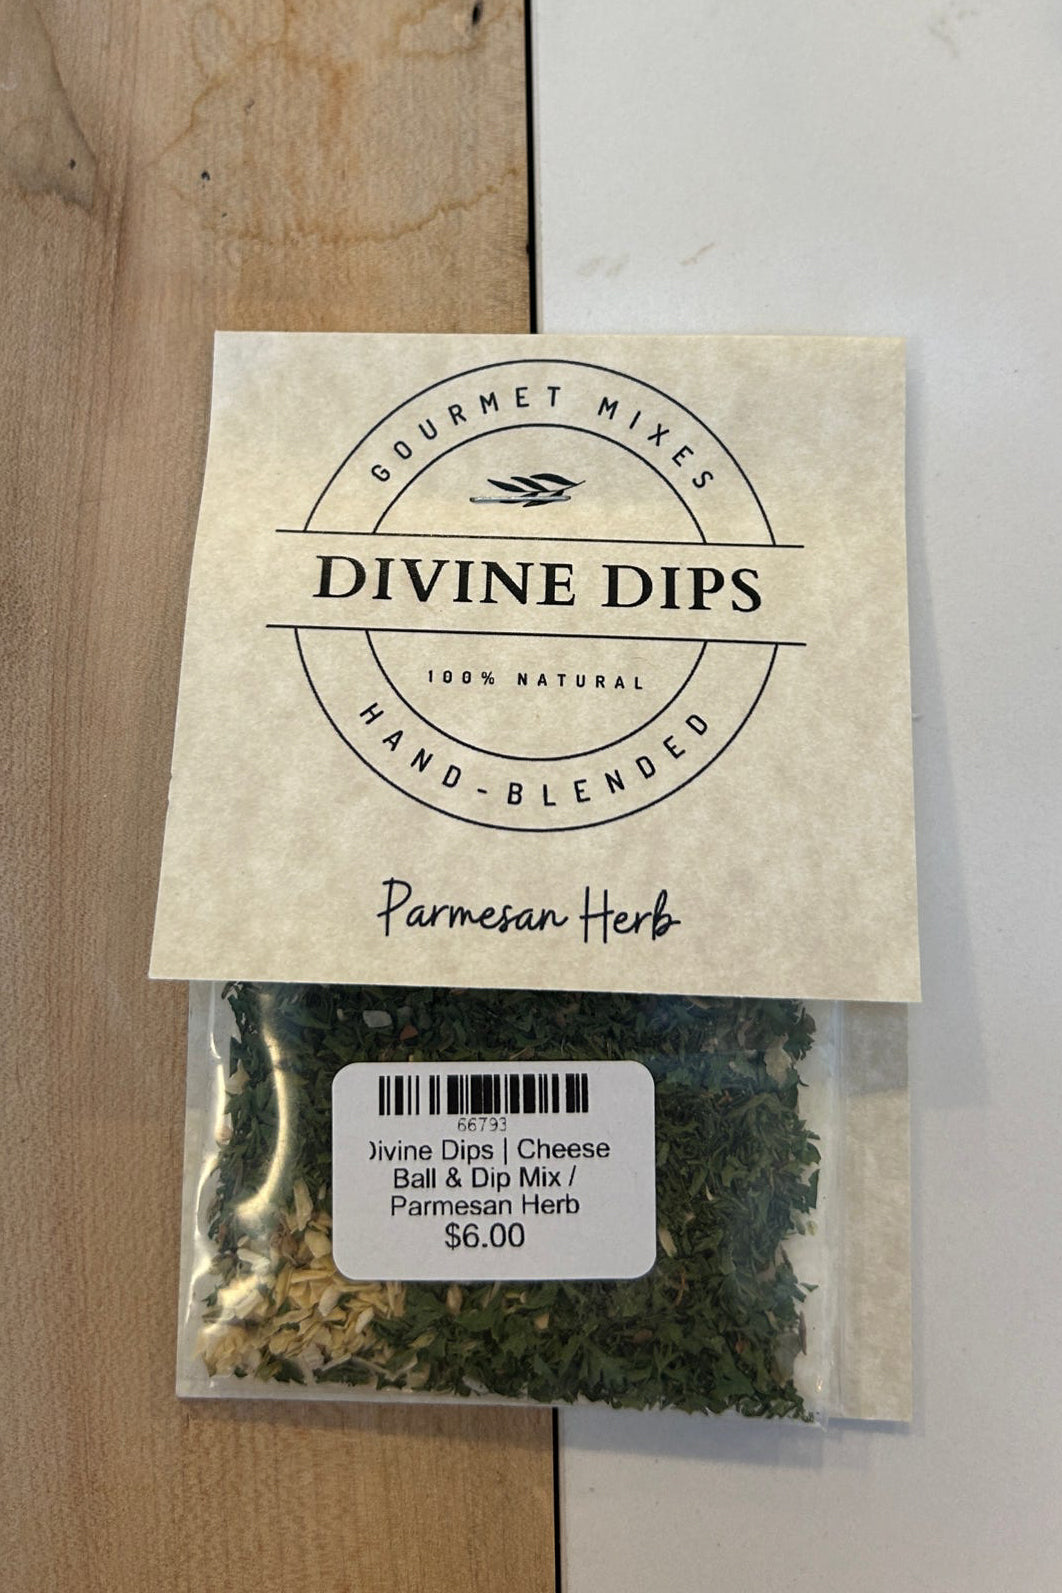 GOURMET MIXES
DIVINE DIPS
100% NATURAL
HAND-BLENDED
Parmesan Herb
66793
Divine Dips | Cheese
Ball & Dip Mix /
Parmesan Herb
$6.00